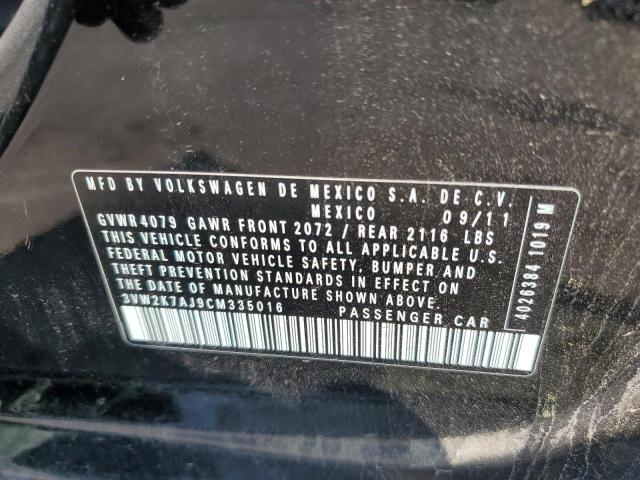 MFD BY VOLKSWAGEN DE MEXICO S.A. DE C.V.
MEXICO 09/11
GVWR 4079 GAWR FRONT 2072 / REAR 2116 LBS
THIS VEHICLE CONFORMS TO ALL APPLICABLE U.S.
FEDERAL MOTOR VEHICLE SAFETY, BUMPER AND
THEFT PREVENTION STANDARDS IN EFFECT ON
THE DATE OF MANUFACTURE SHOWN ABOVE.
3VW2K7AJ9CM335016 PASSENGER CAR
4026384 1019 M